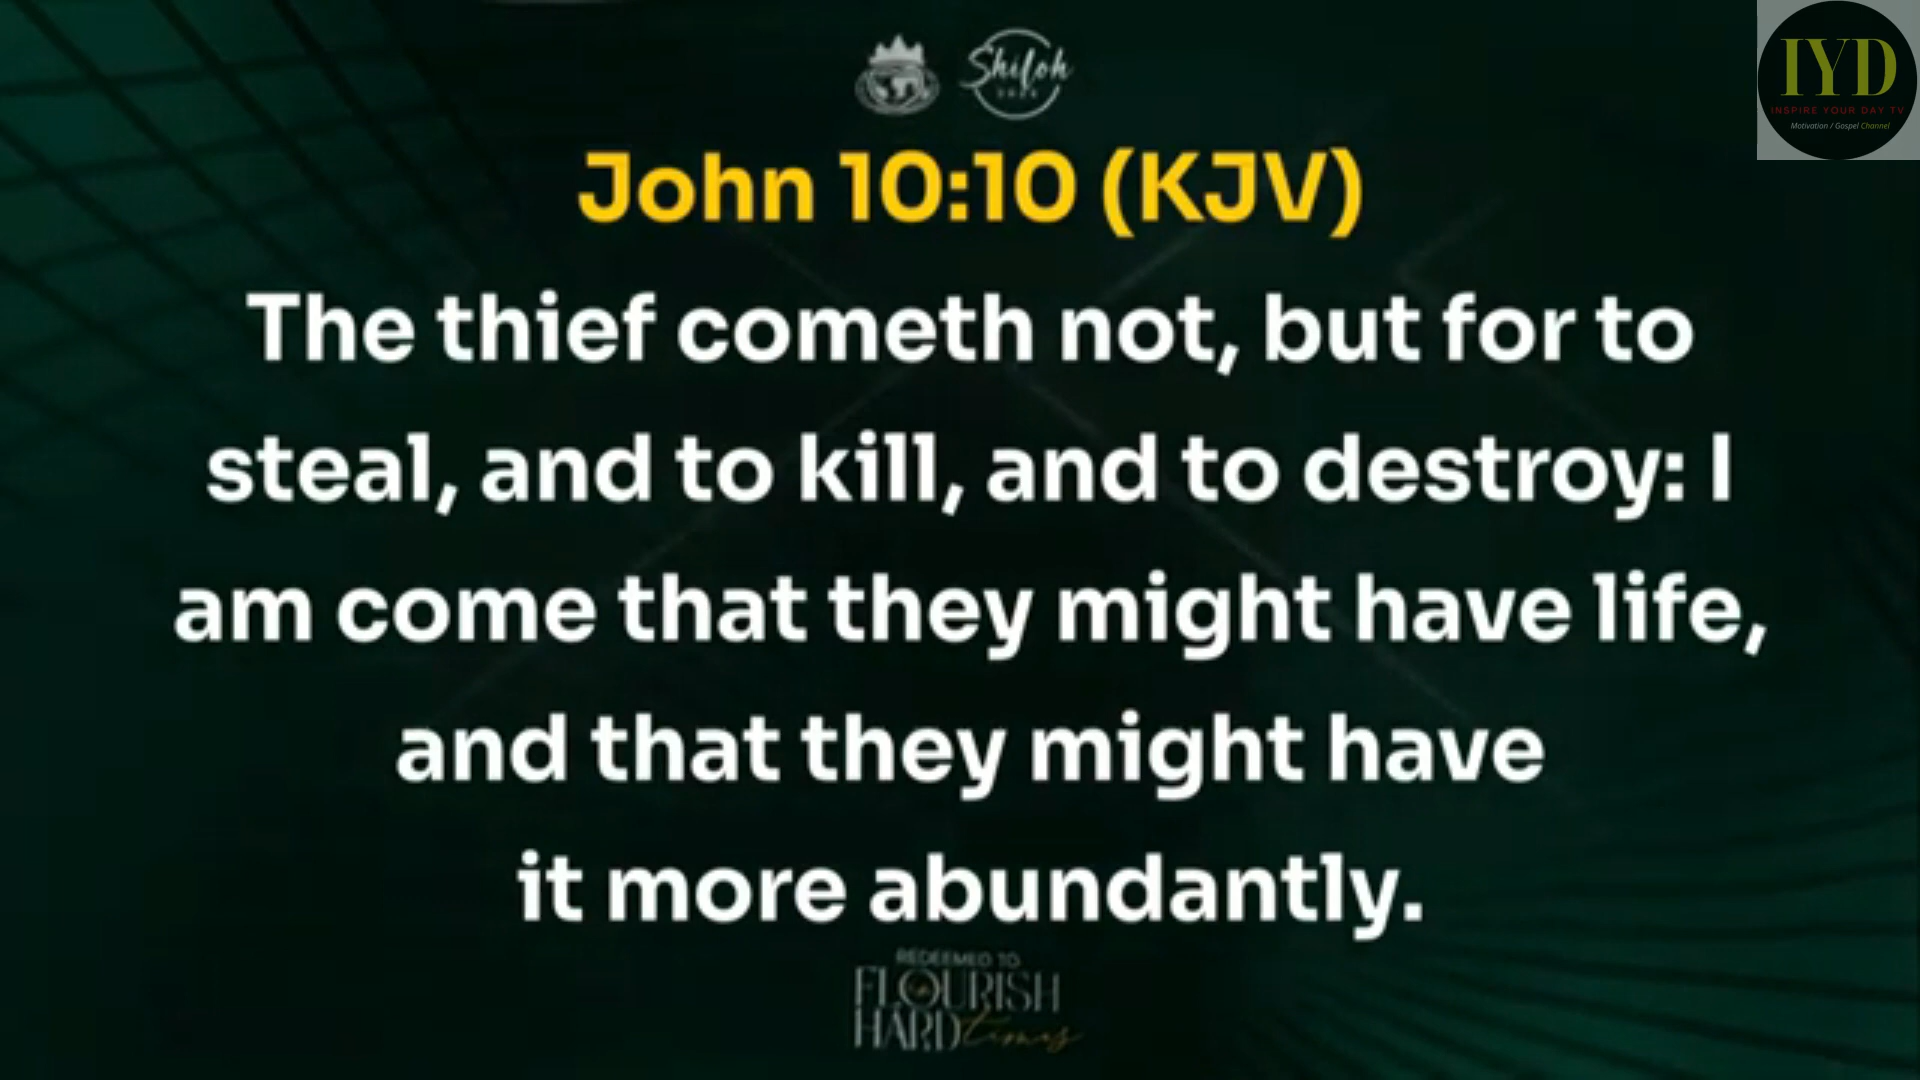 Shiloh
IYD
INSPIRE YOUR DAY TV
Motivation / Gospel Channel
John 10:10 (KJV)
The thief cometh not, but for to
steal, and to kill, and to destroy: I
am come that they might have life,
and that they might have
it more abundantly.
REDEEMED TO
FLOURISH
in
HARD times